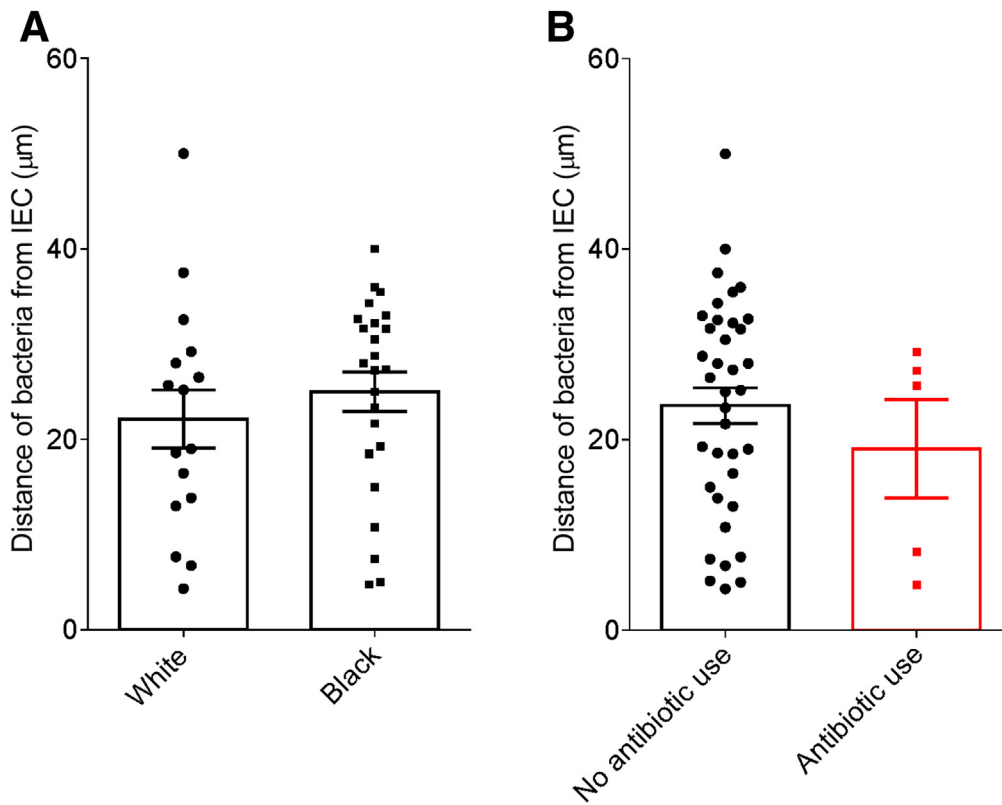 A
Distance of bacteria from IEC (μm)
60
40
20
0
White
Black
B
Distance of bacteria from IEC (μm)
60
40
20
0
No antibiotic use
Antibiotic use